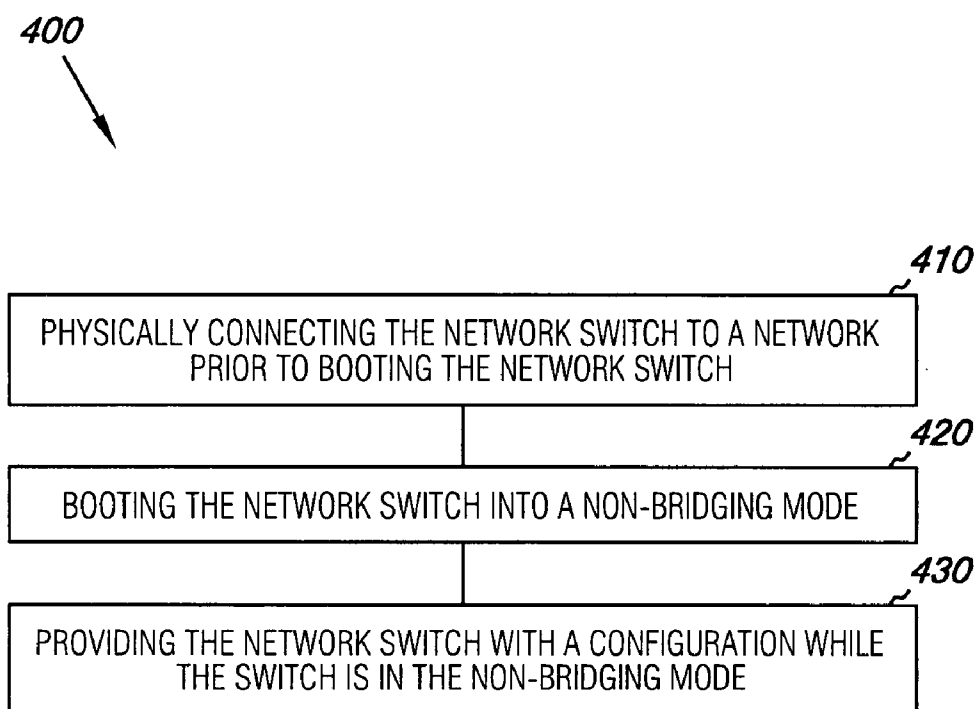 400
410
PHYSICALLY CONNECTING THE NETWORK SWITCH TO A NETWORK
PRIOR TO BOOTING THE NETWORK SWITCH
420
BOOTING THE NETWORK SWITCH INTO A NON-BRIDGING MODE
430
PROVIDING THE NETWORK SWITCH WITH A CONFIGURATION WHILE
THE SWITCH IS IN THE NON-BRIDGING MODE